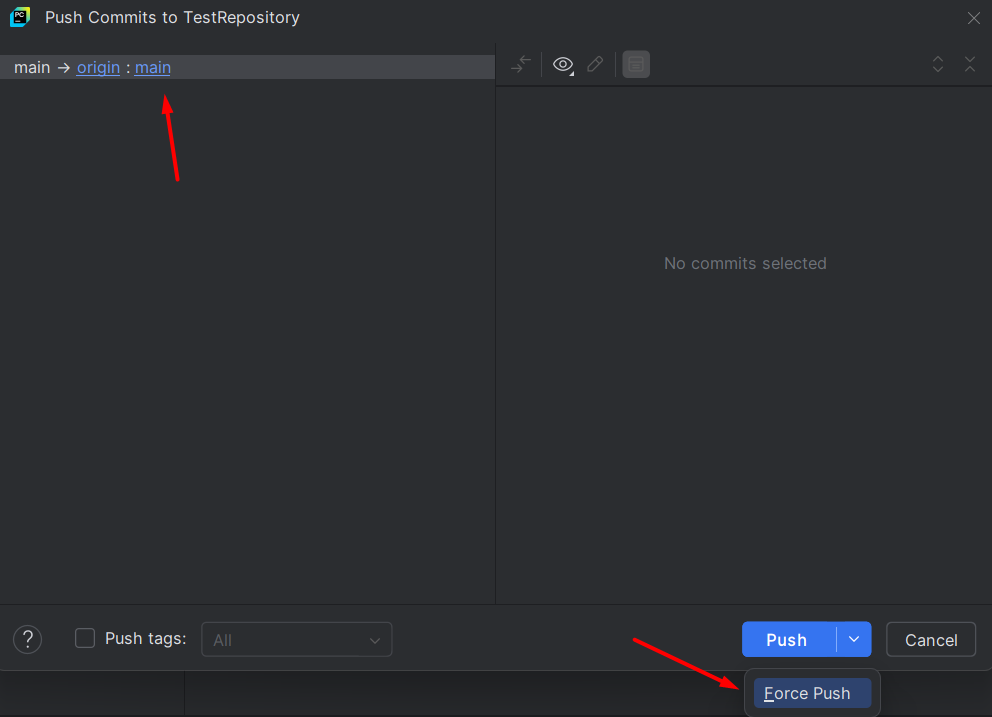 PC
Push Commits to TestRepository
main → origin : main
No commits selected
? Push tags: All Push Cancel
Force Push